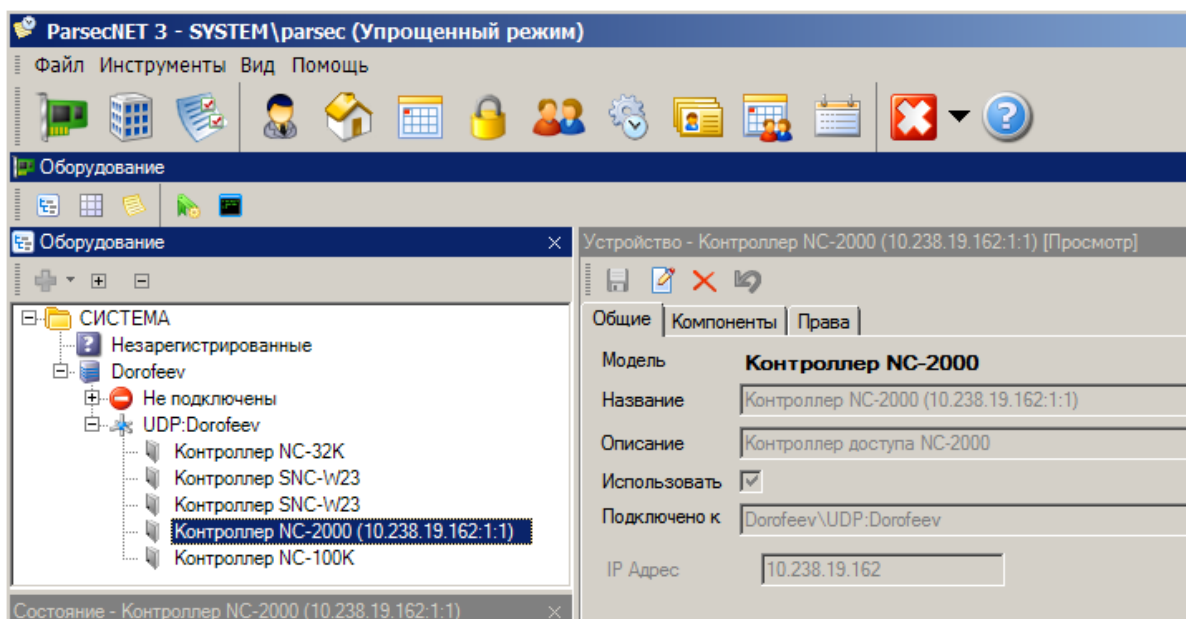 ParsecNET 3 - SYSTEM\parsec (Упрощенный режим)
Файл Инструменты Вид Помощь
Оборудование
Оборудование
Устройство - Контроллер NC-2000 (10.238.19.162:1:1) [Просмотр]
СИСТЕМА
Незарегистрированные
Dorofeev
Не подключены
UDP:Dorofeev
Контроллер NC-32K
Контроллер SNC-W23
Контроллер SNC-W23
Контроллер NC-2000 (10.238.19.162:1:1)
Контроллер NC-100K
Состояние - Контроллер NC-2000 (10.238.19.162:1:1)
Общие Компоненты Права
Модель Контроллер NC-2000
Название Контроллер NC-2000 (10.238.19.162:1:1)
Описание Контроллер доступа NC-2000
Использовать
Подключено к Dorofeev\UDP:Dorofeev
IP Адрес 10.238.19.162